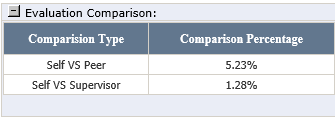 Evaluation Comparison:
Comparision Type Comparison Percentage
Self VS Peer 5.23%
Self VS Supervisor 1.28%